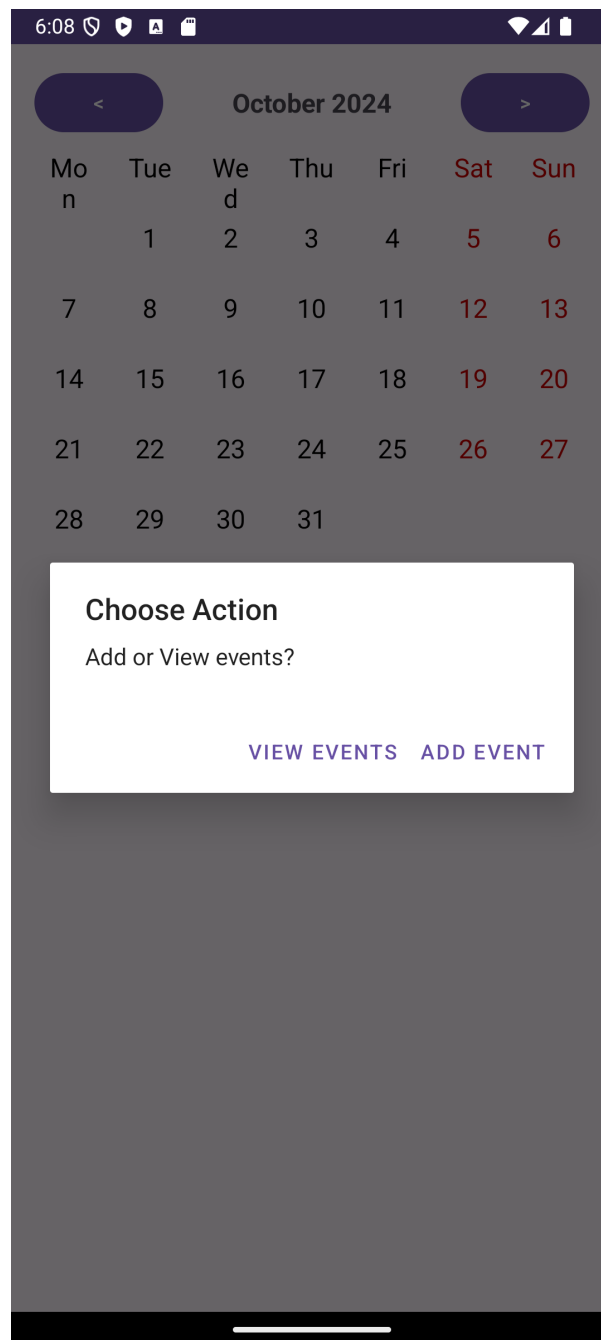 6:08
< October 2024 >
Mon Tue Wed Thu Fri Sat Sun
1 2 3 4 5 6
7 8 9 10 11 12 13
14 15 16 17 18 19 20
21 22 23 24 25 26 27
28 29 30 31
Choose Action
Add or View events?
VIEW EVENTS ADD EVENT